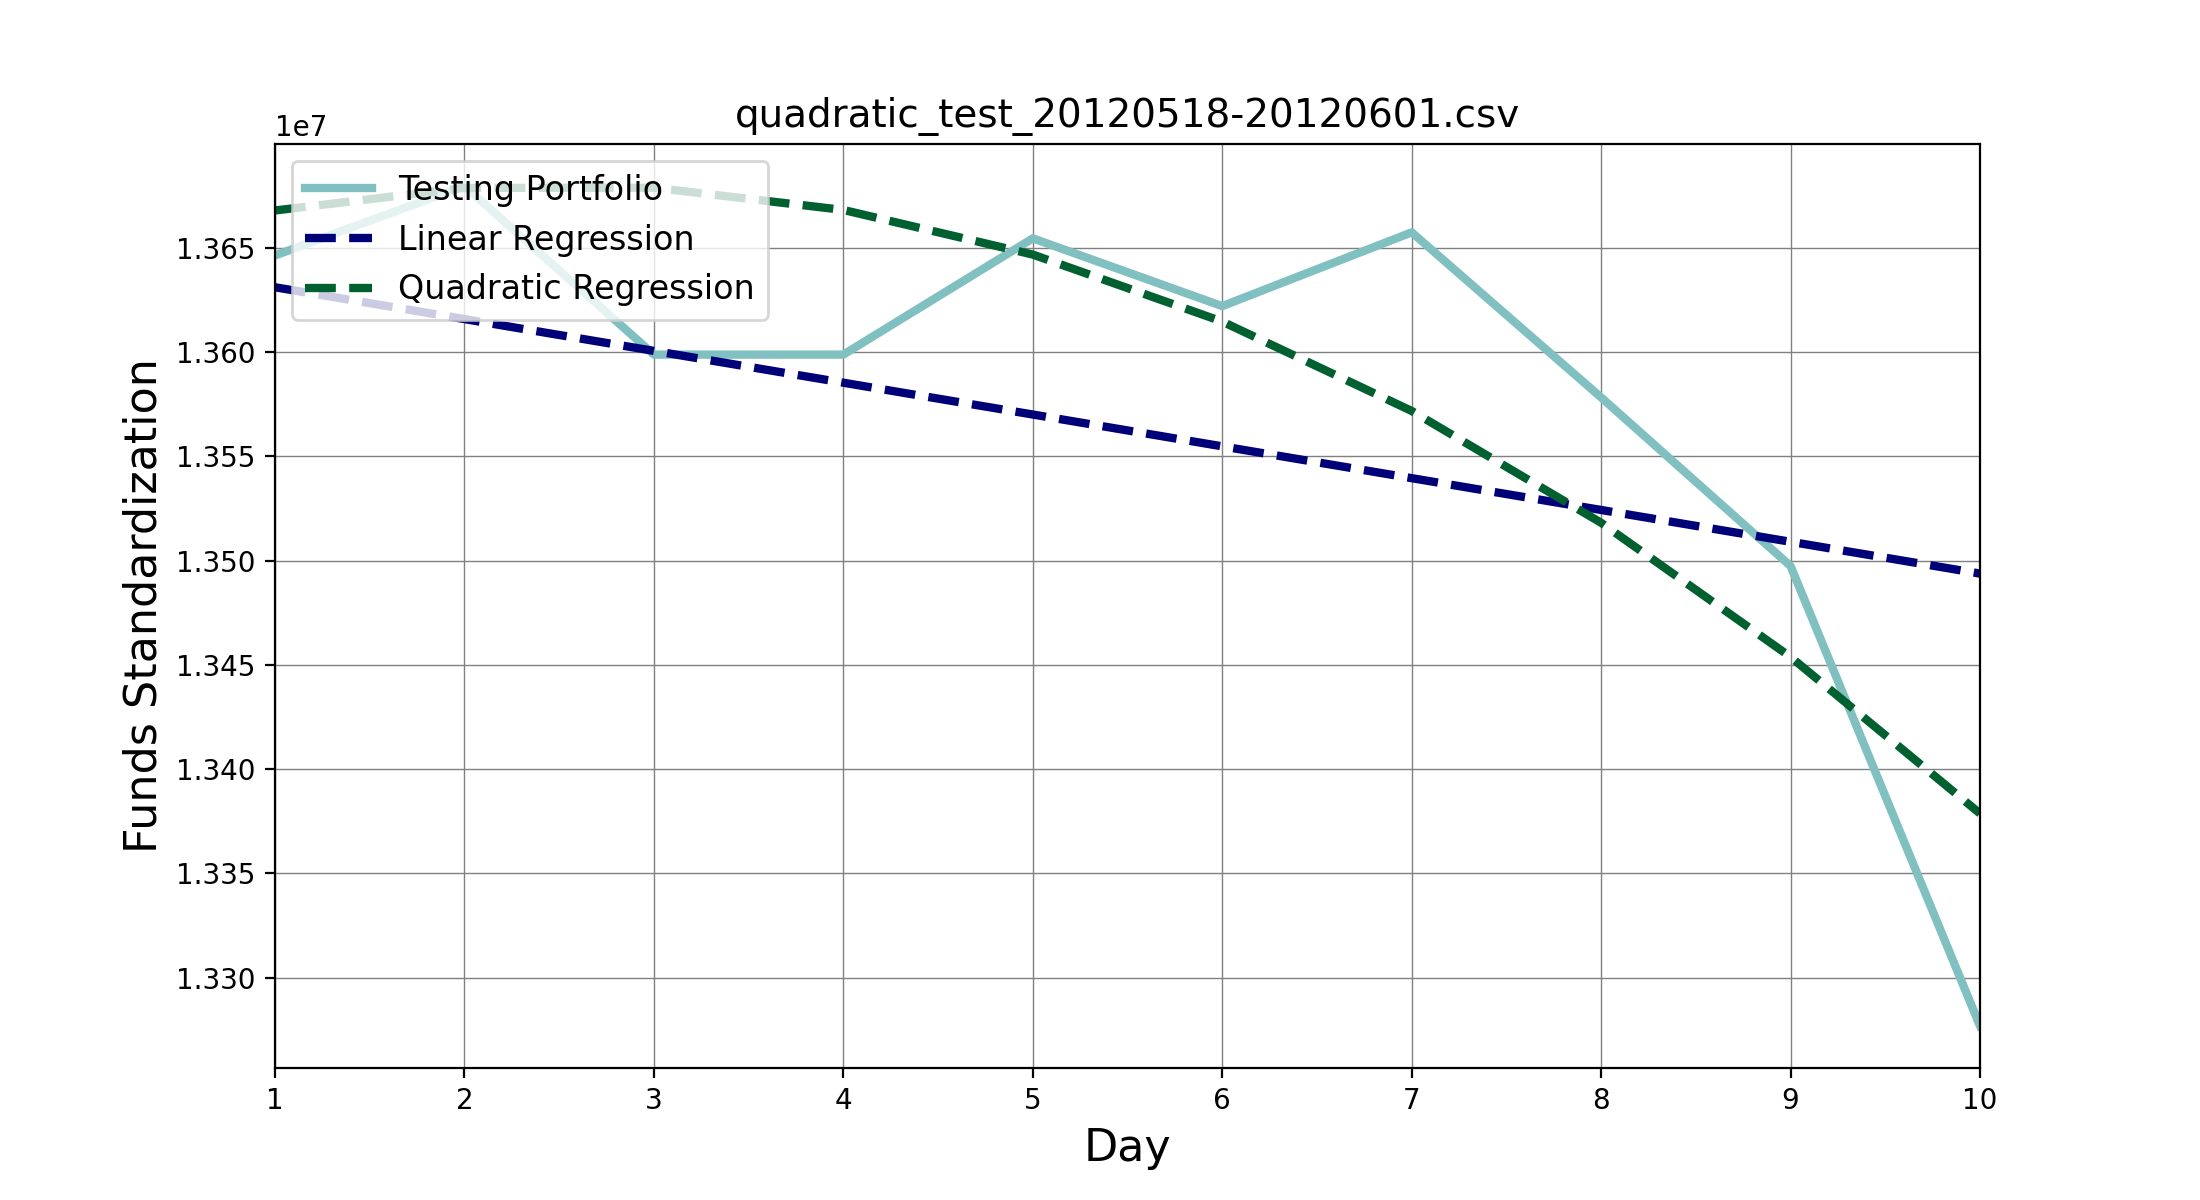 quadratic_test_20120518-20120601.csv
1e7
Testing Portfolio
Linear Regression
Quadratic Regression
Funds Standardization
1.365
1.360
1.355
1.350
1.345
1.340
1.335
1.330
1 2 3 4 5 6 7 8 9 10
Day